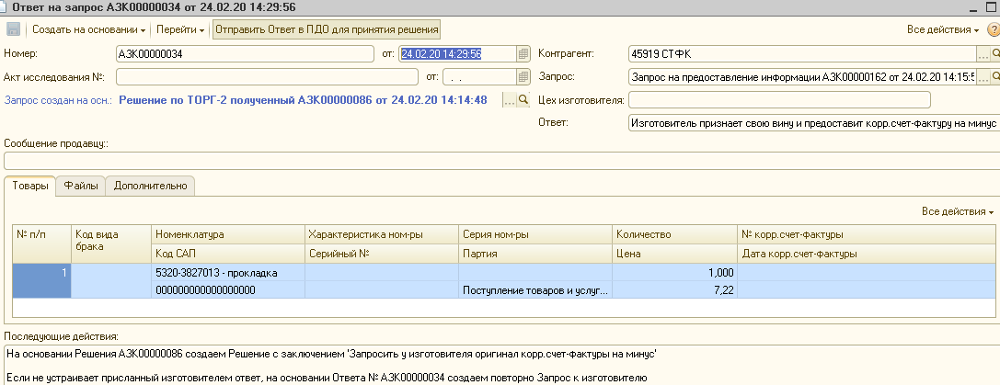 Ответ на запрос АЗК00000034 от 24.02.20 14:29:56
Создать на основании Перейти Отправить Ответ в ПДО для принятия решения Все действия
Номер: АЗК00000034 от: 24.02.20 14:29:56 Контрагент: 45919 СТФК ...
Акт исследования №: от: . . Запрос: Запрос на предоставление информации АЗК00000162 от 24.02.20 14:15:5 ...
Запрос создан на осн.: Решение по ТОРГ-2 полученный АЗК00000086 от 24.02.20 14:14:48 ... Цех изготовителя:
Ответ: Изготовитель признает свою вину и предоставит корр.счет-фактуру на минус
Сообщение продавцу::
Товары Файлы Дополнительно
Все действия
№ п/п Код вида брака Номенклатура Характеристика ном-ры Серия ном-ры Количество № корр.счет-фактуры
Код САП Серийный № Партия Цена Дата корр.счет-фактуры
1 5320-3827013 - прокладка 1,000
000000000000000000 Поступление товаров и услуг... 7,22
Последующие действия:
На основании Решения АЗК00000086 создаем Решение с заключением 'Запросить у изготовителя оригинал корр.счет-фактуры на минус'
Если не устраивает присланный изготовителем ответ, на основании Ответа № АЗК00000034 создаем повторно Запрос к изготовителю